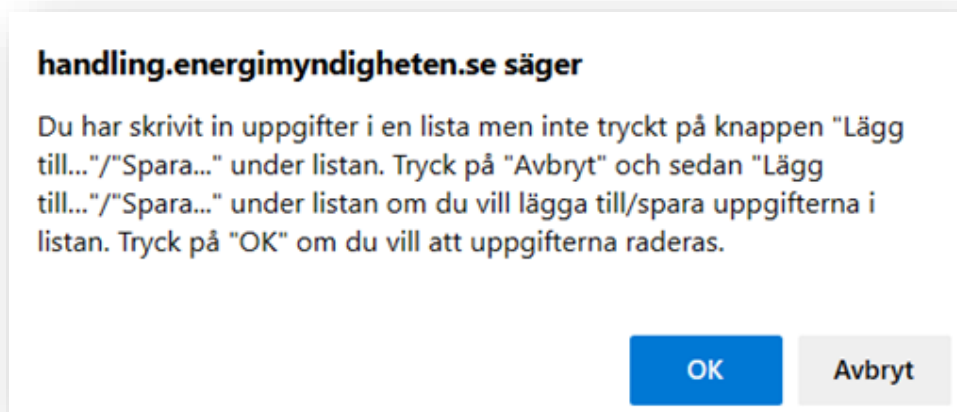 handling.energimyndigheten.se säger
Du har skrivit in uppgifter i en lista men inte tryckt på knappen "Lägg
till..."/"Spara..." under listan. Tryck på "Avbryt" och sedan "Lägg
till..."/"Spara..." under listan om du vill lägga till/spara uppgifterna i
listan. Tryck på "OK" om du vill att uppgifterna raderas.
OK
Avbryt